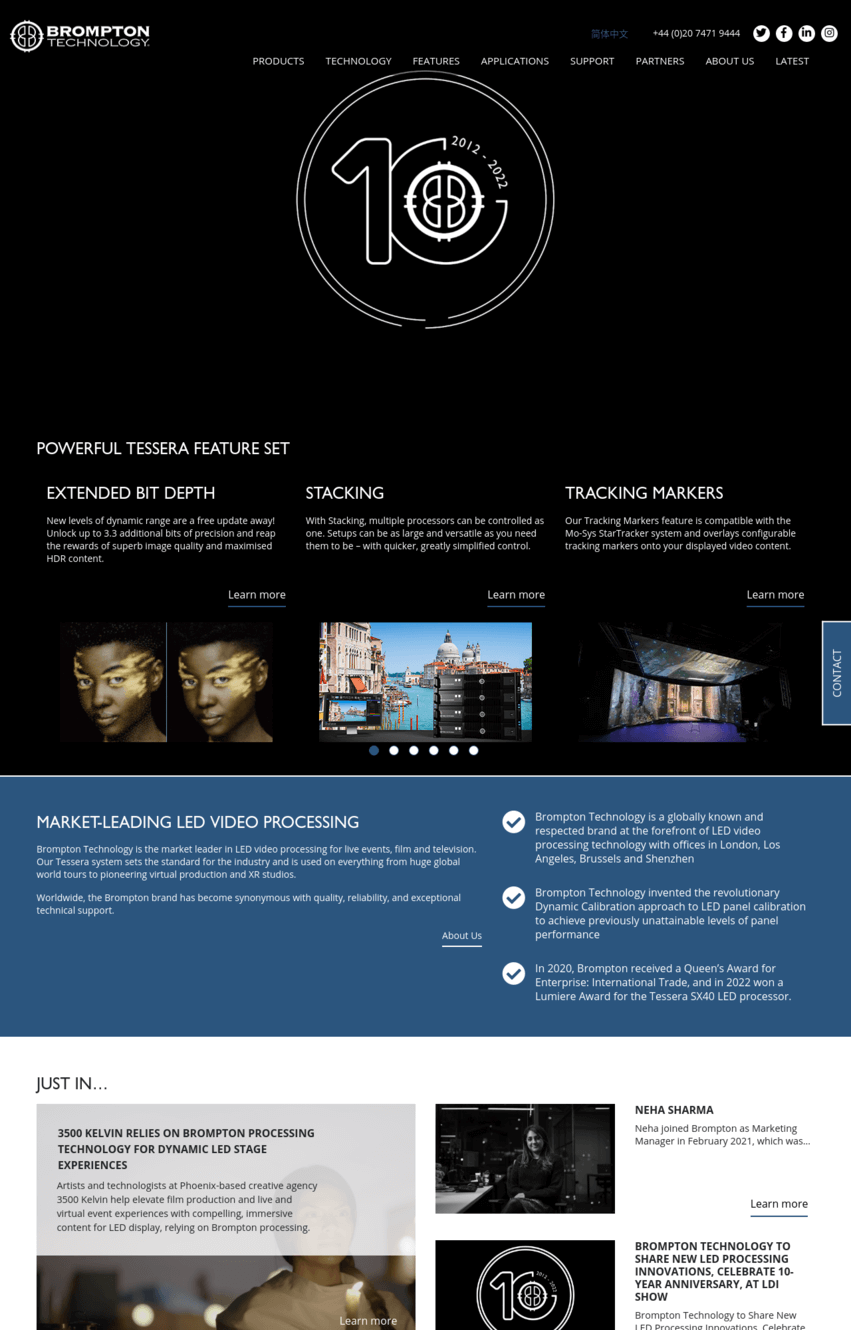 BROMPTON
TECHNOLOGY
简体中文
+44 (0)20 7471 9444
PRODUCTS TECHNOLOGY FEATURES APPLICATIONS SUPPORT PARTNERS ABOUT US LATEST
10
2012 - 2022
POWERFUL TESSERA FEATURE SET
EXTENDED BIT DEPTH
New levels of dynamic range are a free update away!
Unlock up to 3.3 additional bits of precision and reap
the rewards of superb image quality and maximised
HDR content.
Learn more
STACKING
With Stacking, multiple processors can be controlled as
one. Setups can be as large and versatile as you need
them to be – with quicker, greatly simplified control.
Learn more
TRACKING MARKERS
Our Tracking Markers feature is compatible with the
Mo-Sys StarTracker system and overlays configurable
tracking markers onto your displayed video content.
Learn more
CONTACT
MARKET-LEADING LED VIDEO PROCESSING
Brompton Technology is the market leader in LED video processing for live events, film and television.
Our Tessera system sets the standard for the industry and is used on everything from huge global
world tours to pioneering virtual production and XR studios.
Worldwide, the Brompton brand has become synonymous with quality, reliability, and exceptional
technical support.
About Us
Brompton Technology is a globally known and
respected brand at the forefront of LED video
processing technology with offices in London, Los
Angeles, Brussels and Shenzhen
Brompton Technology invented the revolutionary
Dynamic Calibration approach to LED panel calibration
to achieve previously unattainable levels of panel
performance
In 2020, Brompton received a Queen's Award for
Enterprise: International Trade, and in 2022 won a
Lumiere Award for the Tessera SX40 LED processor.
JUST IN…
3500 KELVIN RELIES ON BROMPTON PROCESSING
TECHNOLOGY FOR DYNAMIC LED STAGE
EXPERIENCES
Artists and technologists at Phoenix-based creative agency
3500 Kelvin help elevate film production and live and
virtual event experiences with compelling, immersive
content for LED display, relying on Brompton processing.
Learn more
NEHA SHARMA
Neha joined Brompton as Marketing
Manager in February 2021, which was...
Learn more
10
2012 - 2022
BROMPTON TECHNOLOGY TO
SHARE NEW LED PROCESSING
INNOVATIONS, CELEBRATE 10-
YEAR ANNIVERSARY, AT LDI
SHOW
Brompton Technology to Share New
LED Processing Innovations, Celebrate